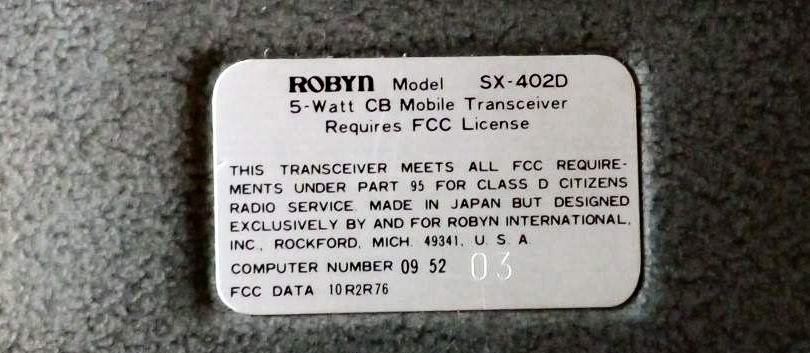 ROBYN Model SX-402D
5-Watt CB Mobile Transceiver
Requires FCC License
THIS TRANSCEIVER MEETS ALL FCC REQUIRE-
MENTS UNDER PART 95 FOR CLASS D CITIZENS
RADIO SERVICE. MADE IN JAPAN BUT DESIGNED
EXCLUSIVELY BY AND FOR ROBYN INTERNATIONAL,
INC., ROCKFORD, MICH. 49341, U. S. A.
COMPUTER NUMBER 09 52 03
FCC DATA 10R2R76